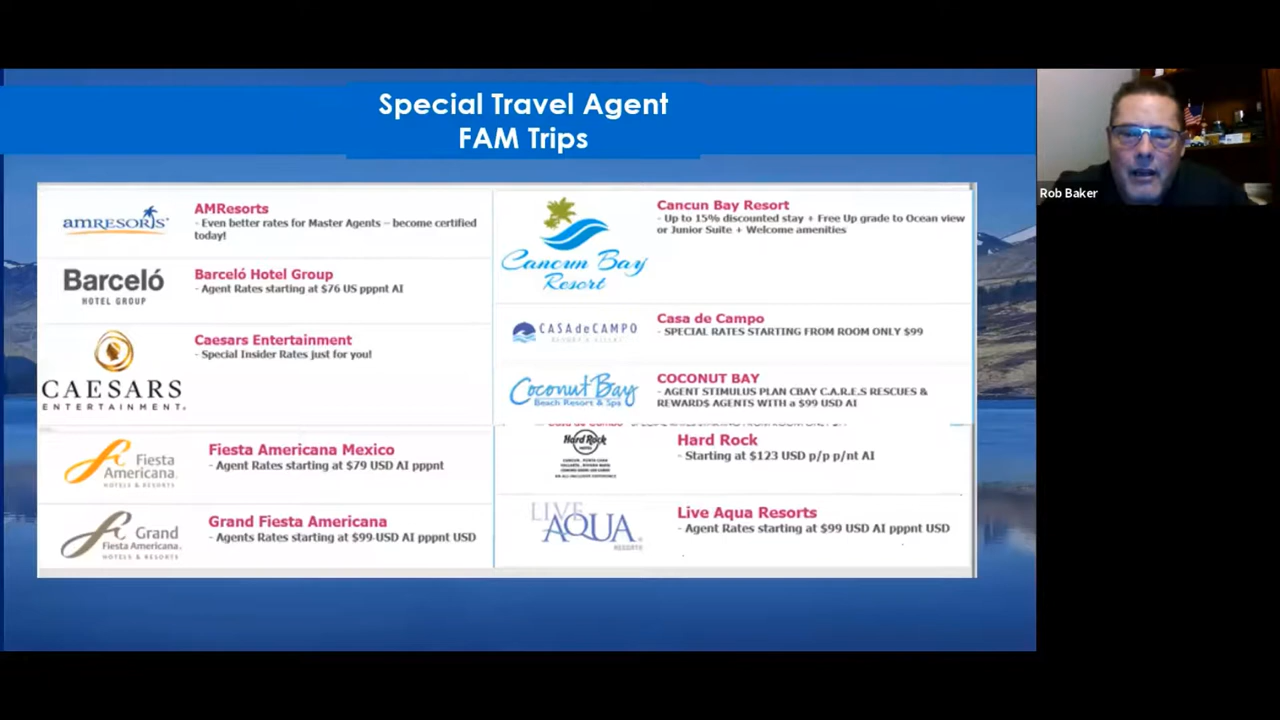 Special Travel Agent
FAM Trips
Rob Baker
amRESORTS
AMResorts
- Even better rates for Master Agents – become certified
today!
Barceló
HOTEL GROUP
Barceló Hotel Group
- Agent Rates starting at $76 US pppnt AI
CAESARS
ENTERTAINMENT.
Caesars Entertainment
- Special Insider Rates just for you!
Fiesta
Americana.
HOTELS & RESORTS
Fiesta Americana Mexico
- Agent Rates starting at $79 USD AI pppnt
Grand
Fiesta Americana.
HOTELS & RESORTS
Grand Fiesta Americana
- Agents Rates starting at $99 USD AI pppnt USD
Cancun Bay
Resort
Cancun Bay Resort
- Up to 15% discounted stay + Free Up grade to Ocean view
or Junior Suite + Welcome amenities
CASA de CAMPO
Casa de Campo
- SPECIAL RATES STARTING FROM ROOM ONLY $99
Coconut Bay
Beach Resort & Spa
COCONUT BAY
- AGENT STIMULUS PLAN CBAY C.A.R.E.S RESCUES &
REWARD$ AGENTS WITH a $99 USD AI
Hard Rock
HOTEL
Hard Rock
- Starting at $123 USD p/p p/nt AI
LIVE
AQUA
RESORTS
Live Aqua Resorts
- Agent Rates starting at $99 USD AI pppnt USD